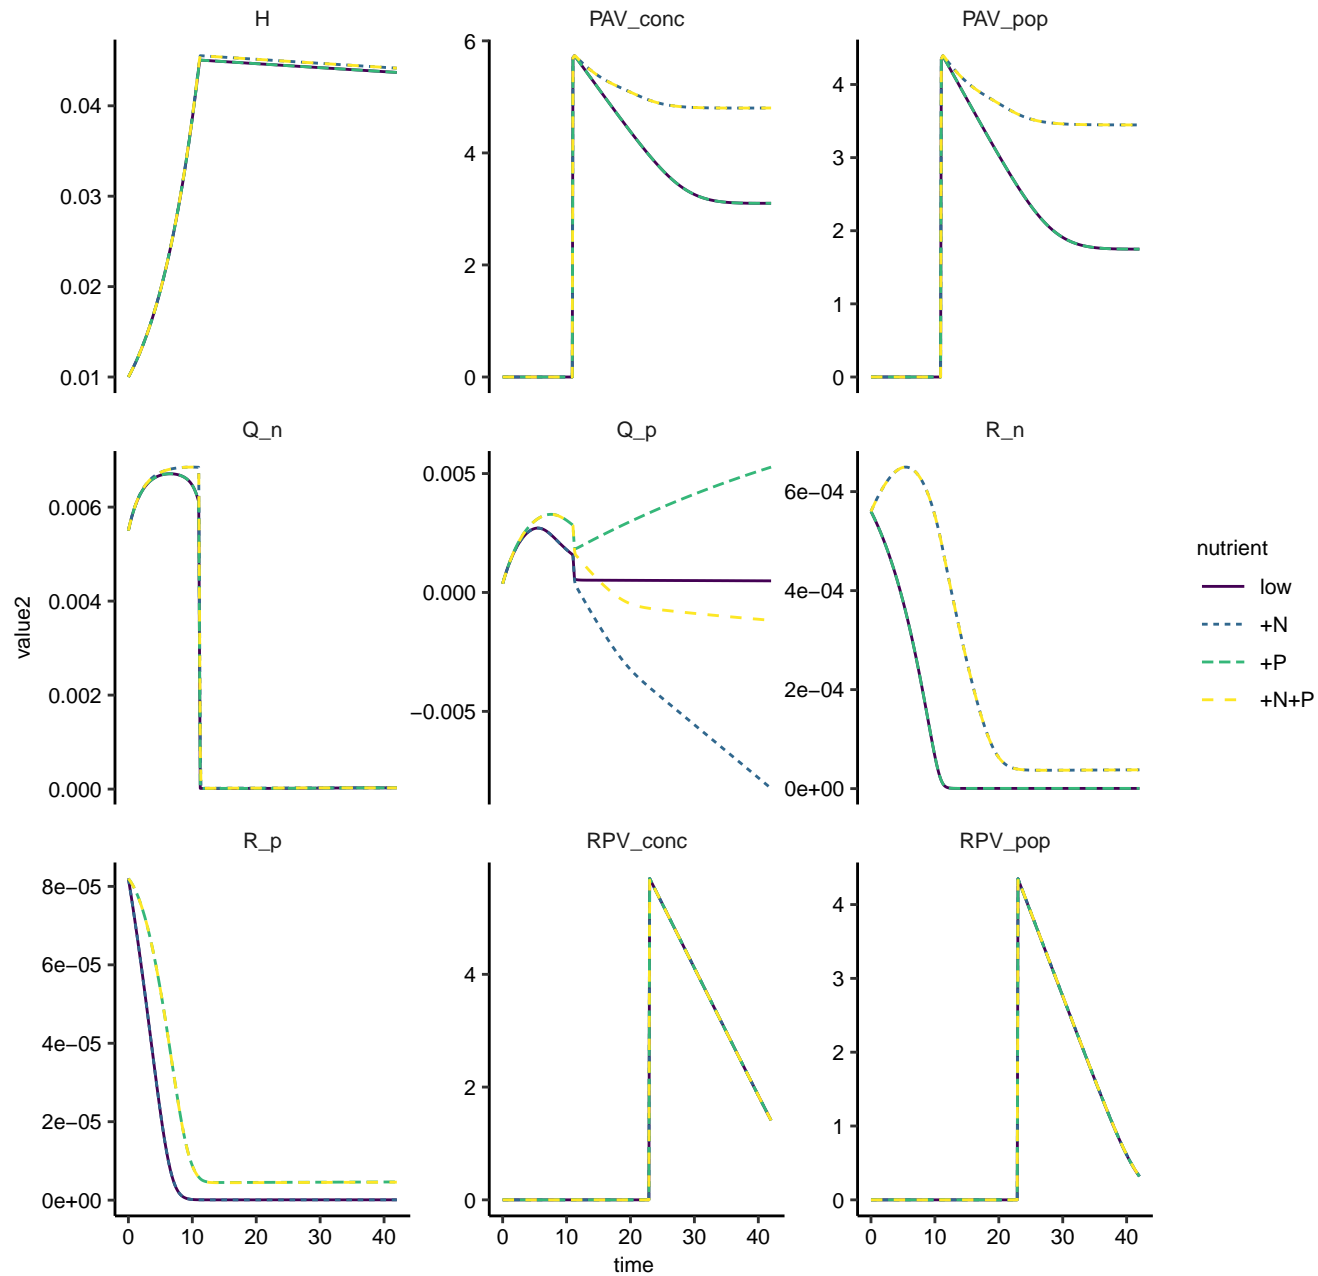 H
PAV_conc
PAV_pop
0.04
0.03
0.02
0.01
6
4
2
0
4
3
2
1
0
Q_n
Q_p
R_n
0.006
0.004
0.002
0.000
0.005
0.000
−0.005
6e−04
4e−04
2e−04
0e+00
R_p
RPV_conc
RPV_pop
8e−05
6e−05
4e−05
2e−05
0e+00
4
2
0
4
3
2
1
0
0 10 20 30 40
0 10 20 30 40
0 10 20 30 40
time
value2
nutrient
low
+N
+P
+N+P